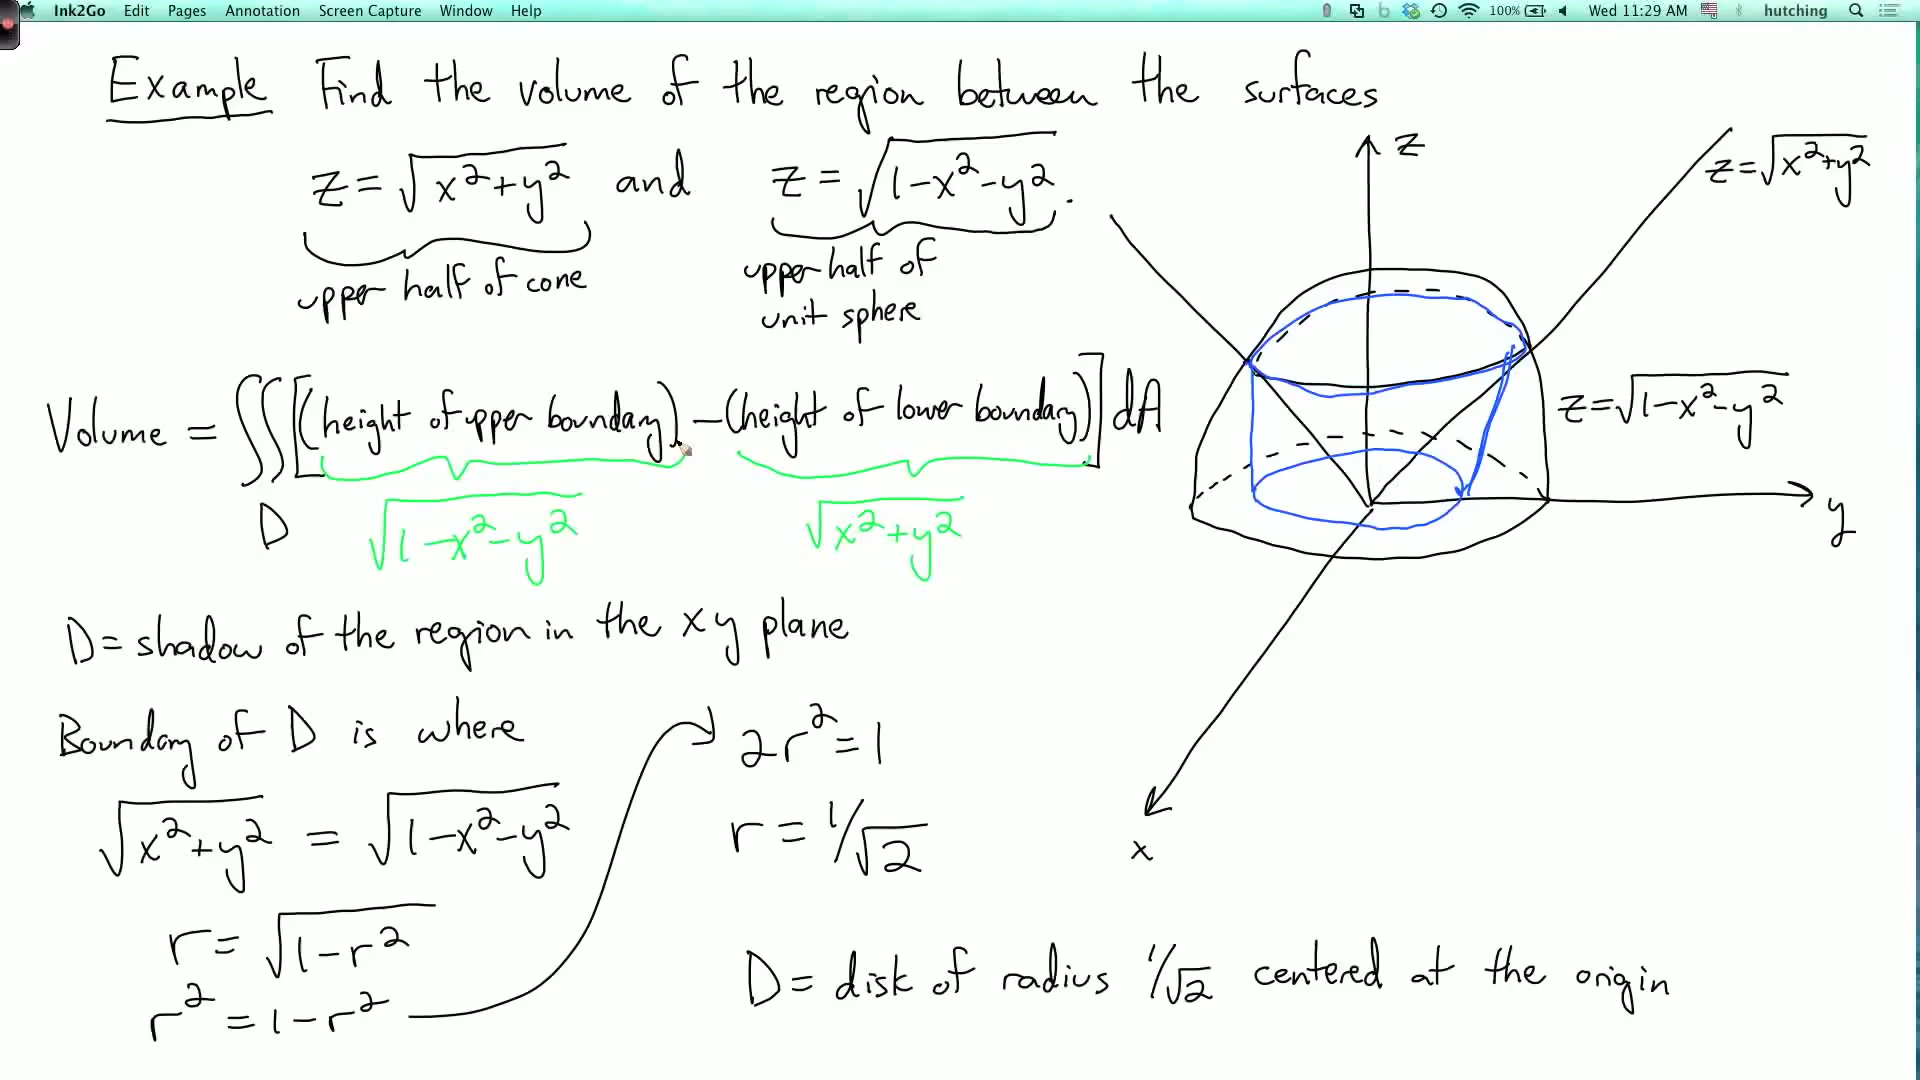 Ink2Go Edit Pages Annotation Screen Capture Window Help 100% Wed 11:29 AM hutching
Example Find the volume of the region between the surfaces
z = √(x²+y²) and z = √(1-x²-y²).
upper half of cone
upper half of
unit sphere
Volume = ∬ [(height of upper boundary) - (height of lower boundary)] dA
D
√(1-x²-y²) √(x²+y²)
D = shadow of the region in the xy plane
Boundary of D is where
√(x²+y²) = √(1-x²-y²)
r = √(1-r²)
r² = 1-r²
2r² = 1
r = 1/√2
D = disk of radius 1/√2 centered at the origin
z
z=√(x²+y²)
z=√(1-x²-y²)
y
x